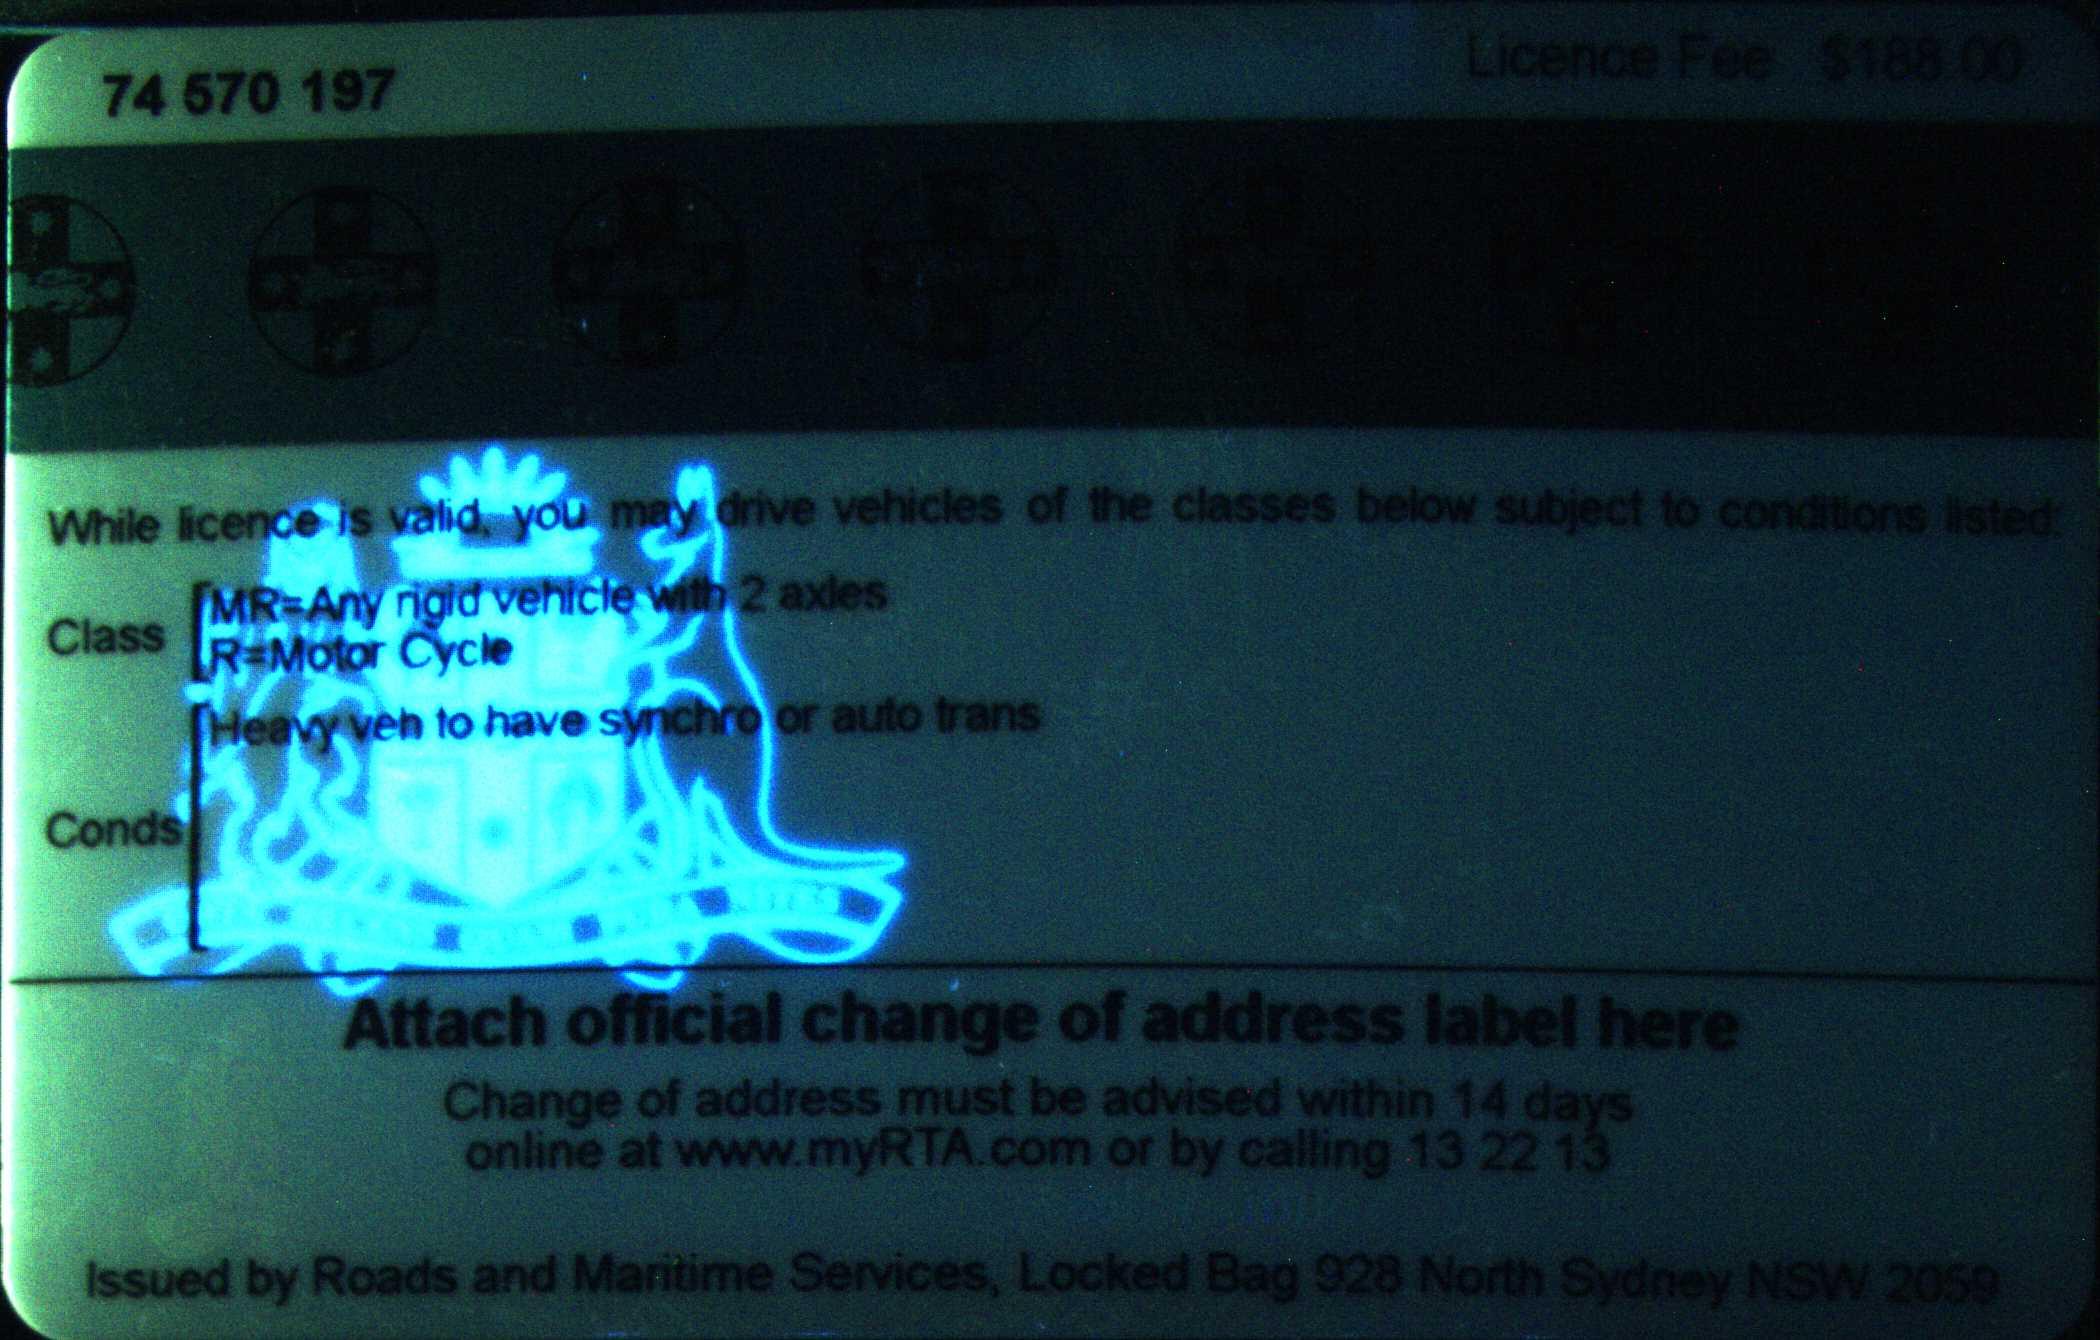 74 570 197
Licence Fee $188.00
While licence is valid, you may drive vehicles of the classes below subject to conditions listed:
Class
MR=Any rigid vehicle with 2 axles
R=Motor Cycle
Conds
Heavy veh to have synchro or auto trans
Attach official change of address label here
Change of address must be advised within 14 days
online at www.myRTA.com or by calling 13 22 13
Issued by Roads and Maritime Services, Locked Bag 928 North Sydney NSW 2059